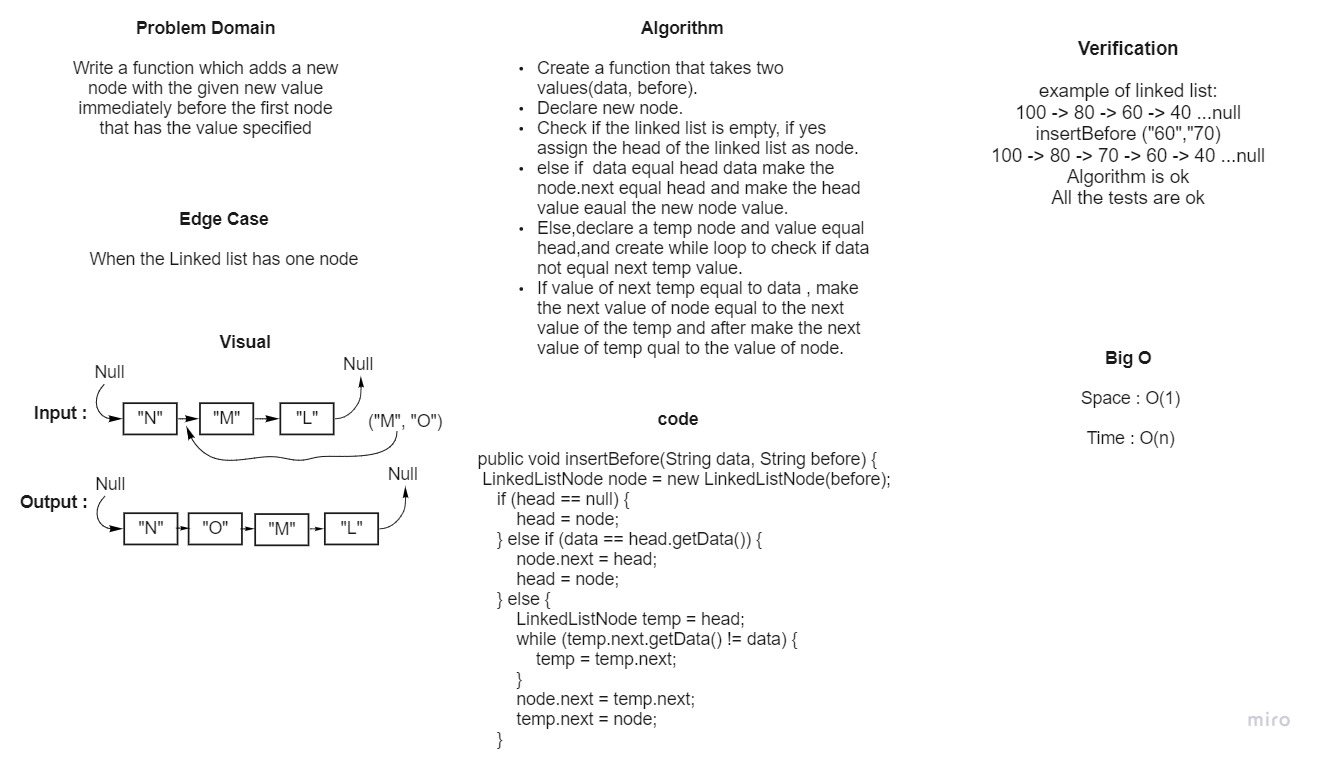 Problem Domain
Write a function which adds a new
node with the given new value
immediately before the first node
that has the value specified
Edge Case
When the Linked list has one node
Visual
Null
Null
Input :
"N"
"M"
"L"
("M", "O")
Null
Null
Output :
"N"
"O"
"M"
"L"
Algorithm
• Create a function that takes two
values(data, before).
• Declare new node.
• Check if the linked list is empty, if yes
assign the head of the linked list as node.
• else if  data equal head data make the
node.next equal head and make the head
value eaual the new node value.
• Else,declare a temp node and value equal
head,and create while loop to check if data
not equal next temp value.
• If value of next temp equal to data , make
the next value of node equal to the next
value of the temp and after make the next
value of temp qual to the value of node.
code
public void insertBefore(String data, String before) {
LinkedListNode node = new LinkedListNode(before);
if (head == null) {
head = node;
} else if (data == head.getData()) {
node.next = head;
head = node;
} else {
LinkedListNode temp = head;
while (temp.next.getData() != data) {
temp = temp.next;
}
node.next = temp.next;
temp.next = node;
}
Verification
example of linked list:
100 -> 80 -> 60 -> 40 ...null
insertBefore ("60","70)
100 -> 80 -> 70 -> 60 -> 40 ...null
Algorithm is ok
All the tests are ok
Big O
Space : O(1)
Time : O(n)
miro